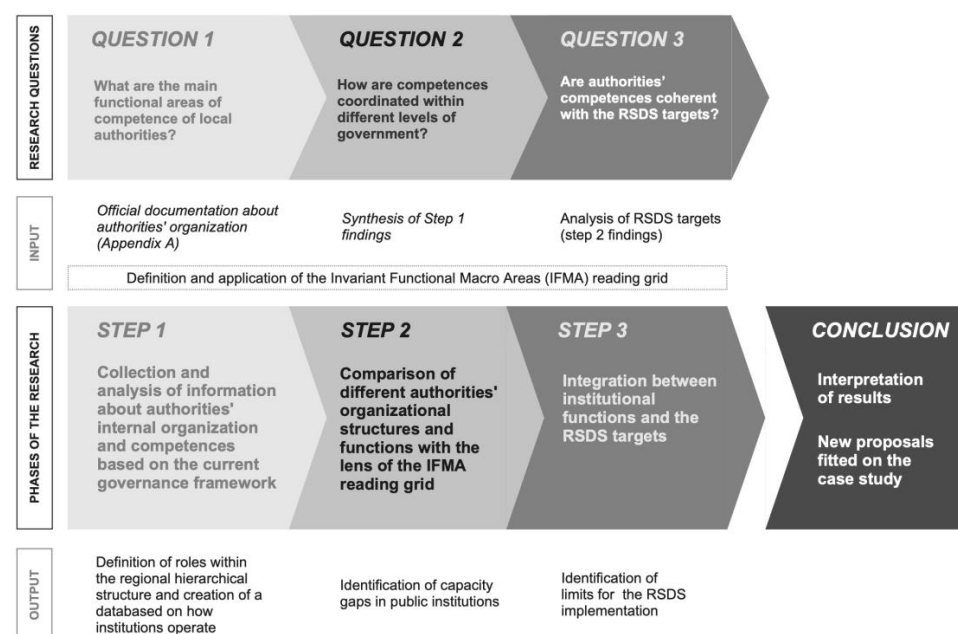 RESEARCH QUESTIONS
QUESTION 1
What are the main
functional areas of
competence of local
authorities?
QUESTION 2
How are competences
coordinated within
different levels of
government?
QUESTION 3
Are authorities'
competences coherent
with the RSDS targets?
INPUT
Official documentation about
authorities' organization
(Appendix A)
Synthesis of Step 1
findings
Analysis of RSDS targets
(step 2 findings)
Definition and application of the Invariant Functional Macro Areas (IFMA) reading grid
PHASES OF THE RESEARCH
STEP 1
Collection and
analysis of information
about authorities'
internal organization
and competences
based on the current
governance framework
STEP 2
Comparison of
different authorities'
organizational
structures and
functions with the
lens of the IFMA
reading grid
STEP 3
Integration between
institutional
functions and the
RSDS targets
CONCLUSION
Interpretation
of results
New proposals
fitted on the
case study
OUTPUT
Definition of roles within
the regional hierarchical
structure and creation of a
databased on how
institutions operate
Identification of capacity
gaps in public institutions
Identification of
limits for the RSDS
implementation